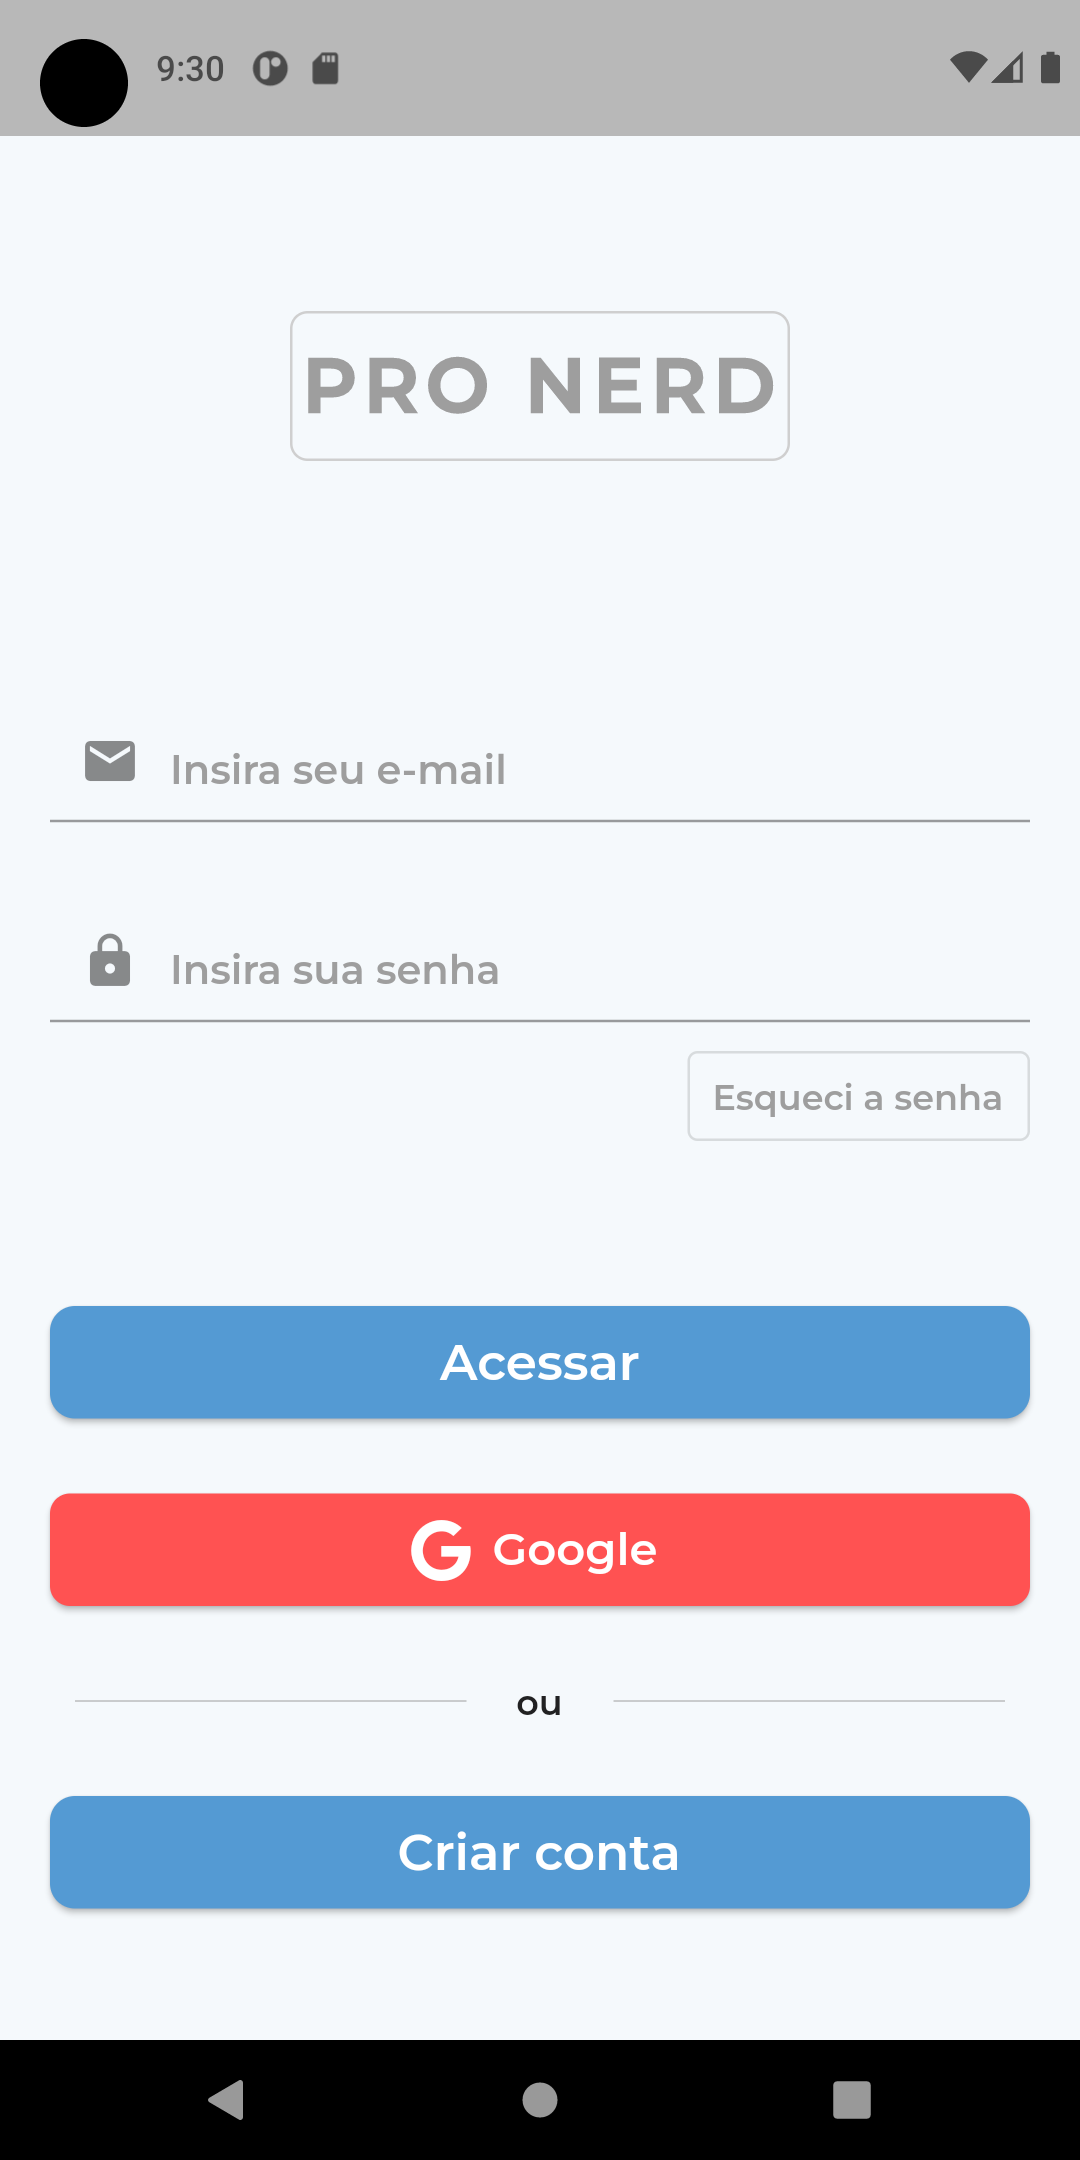 9:30
PRO NERD
Insira seu e-mail
Insira sua senha
Esqueci a senha
Acessar
Google
ou
Criar conta